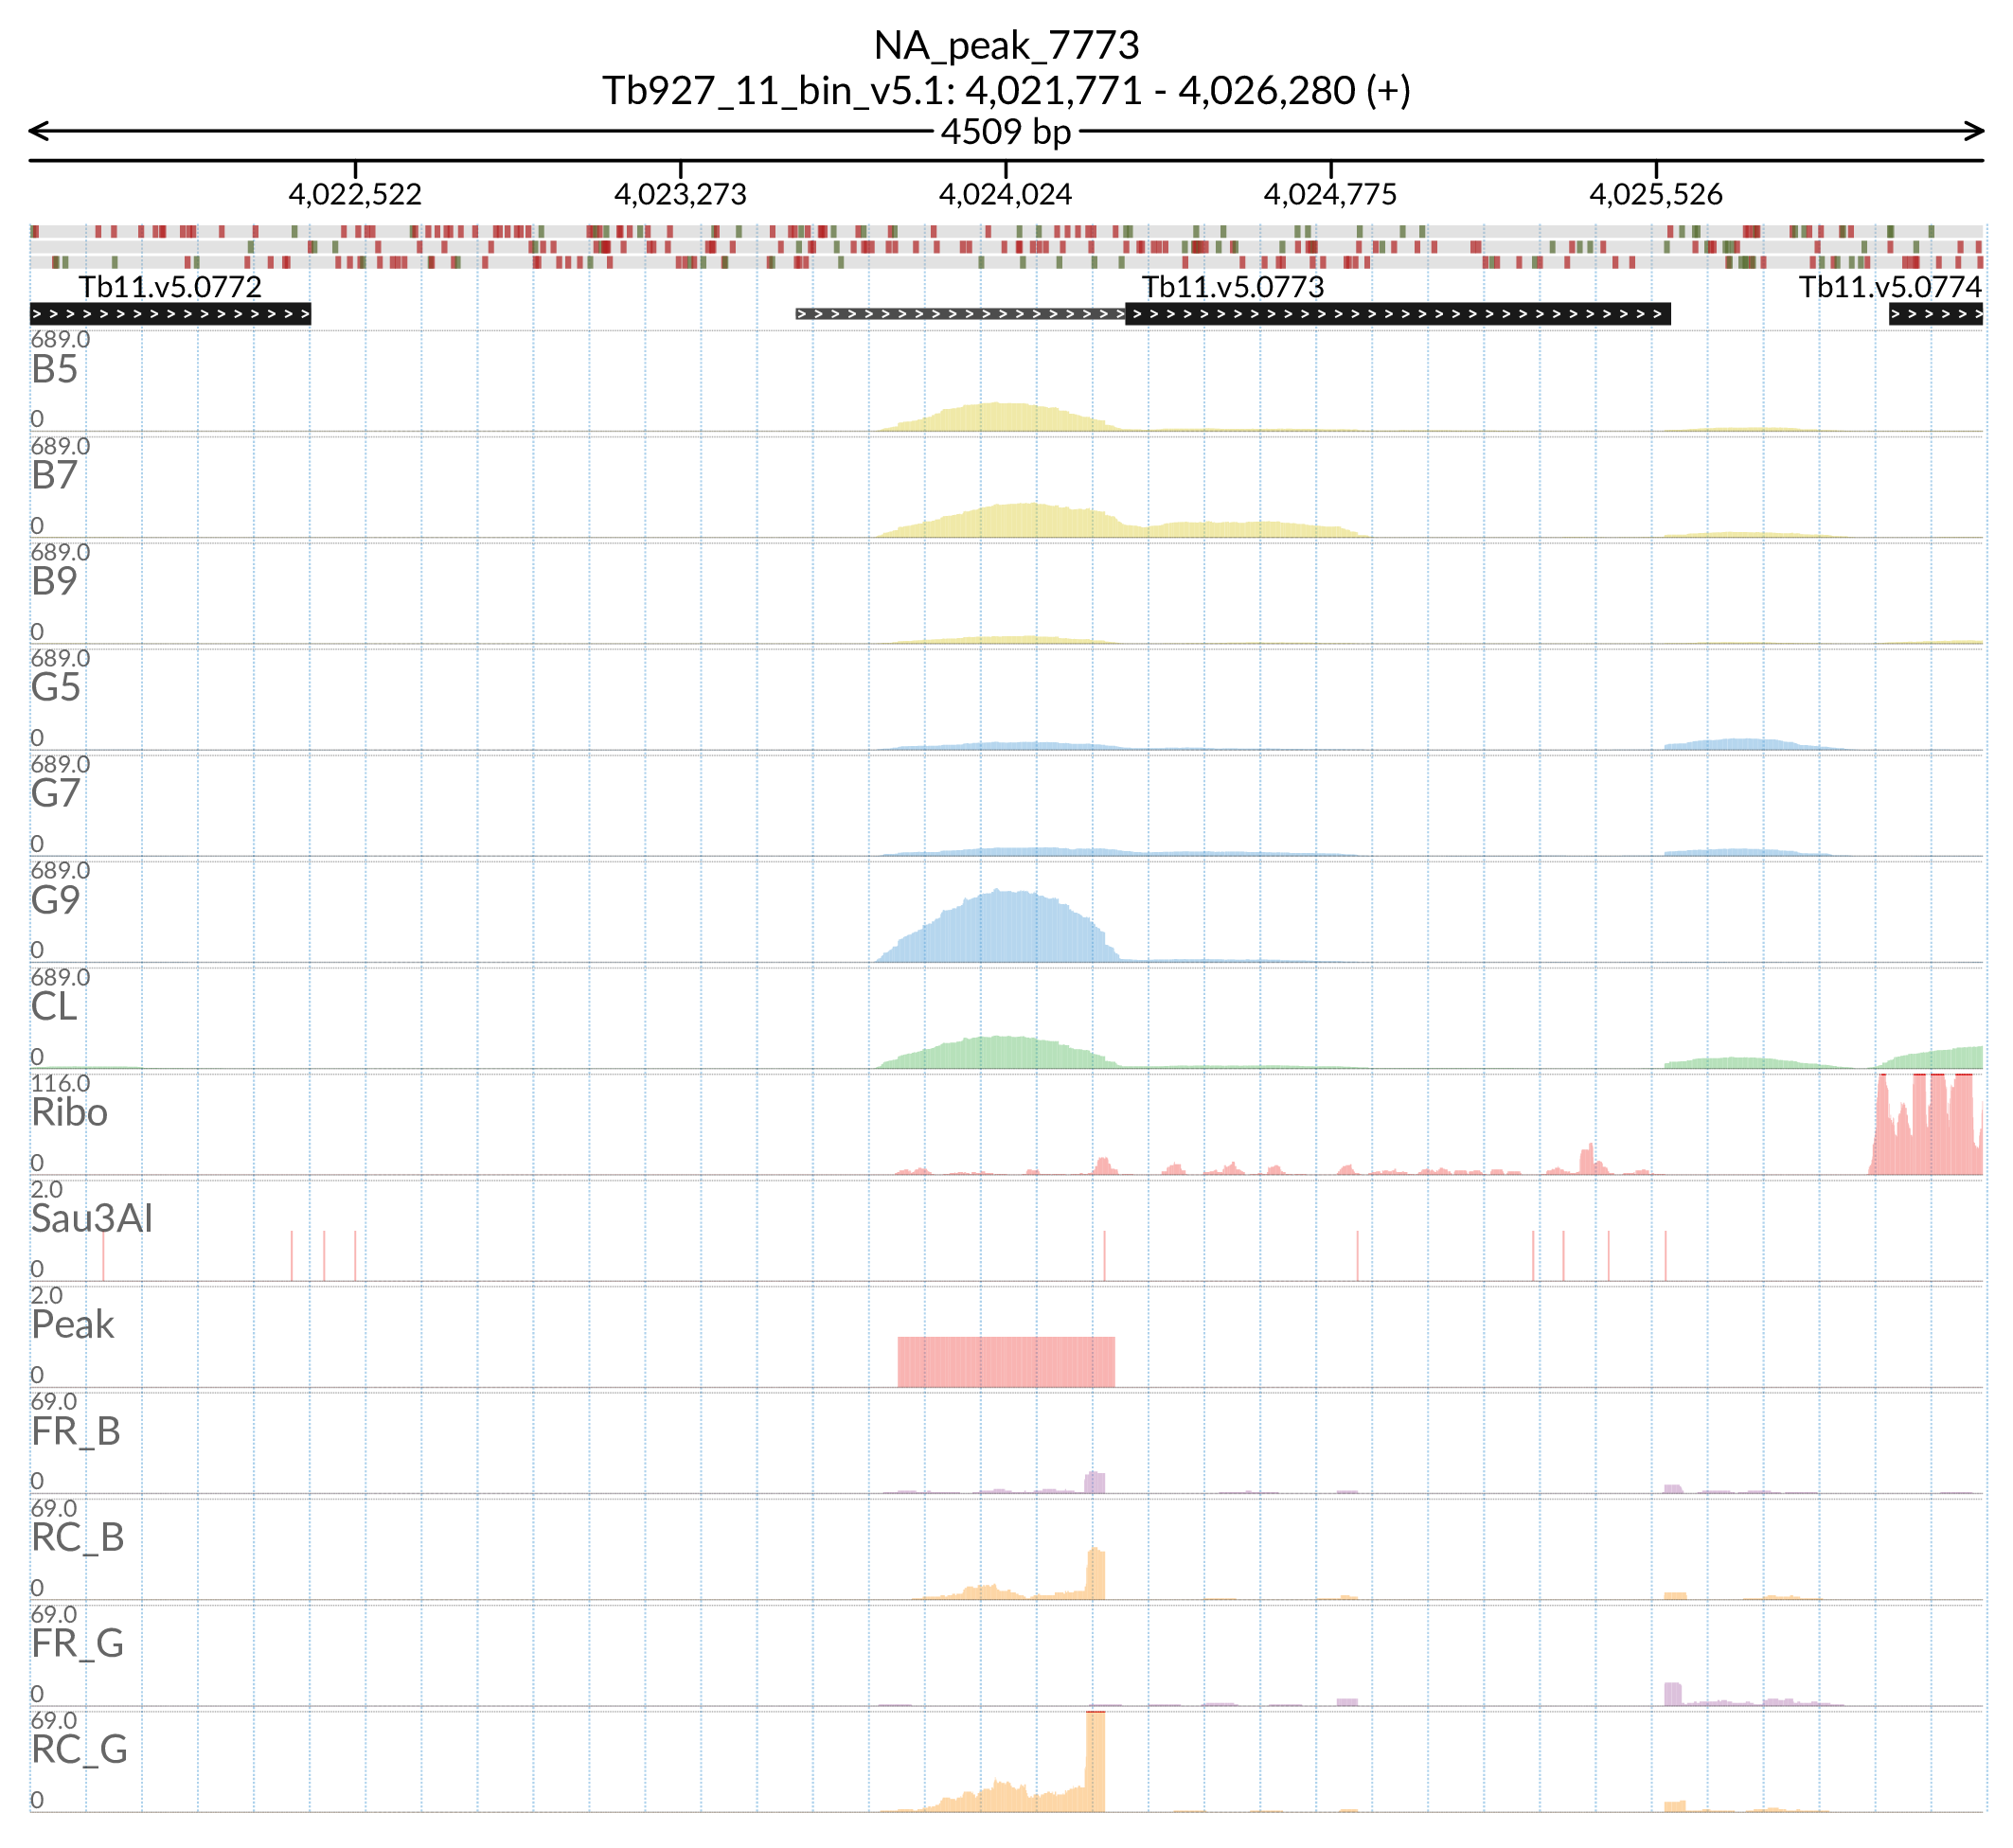 NA_peak_7773
Tb927_11_bin_v5.1: 4,021,771 - 4,026,280 (+)
4509 bp
4,022,522 4,023,273 4,024,024 4,024,775 4,025,526
Tb11.v5.0772 Tb11.v5.0773 Tb11.v5.0774
689.0
B5
0
689.0
B7
0
689.0
B9
0
689.0
G5
0
689.0
G7
0
689.0
G9
0
689.0
CL
0
116.0
Ribo
0
2.0
Sau3AI
0
2.0
Peak
0
69.0
FR_B
0
69.0
RC_B
0
69.0
FR_G
0
69.0
RC_G
0